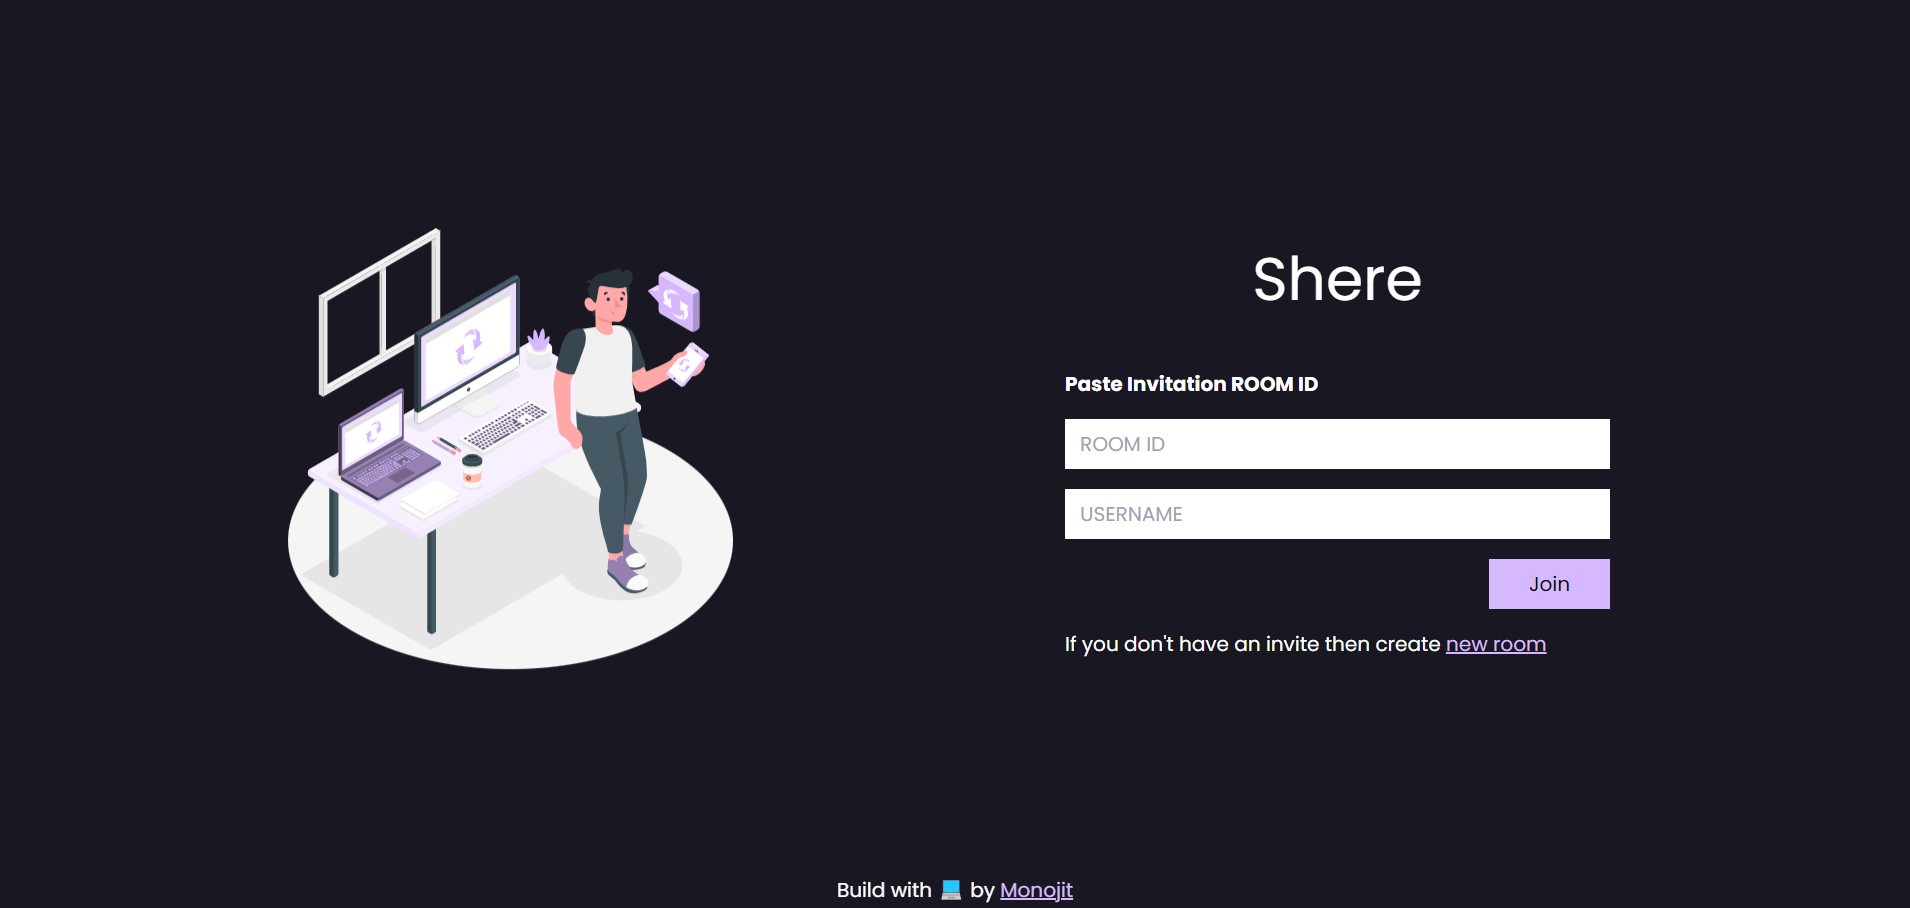 Shere
Paste Invitation ROOM ID
ROOM ID
USERNAME
Join
If you don't have an invite then create new room
Build with 💻 by Monojit